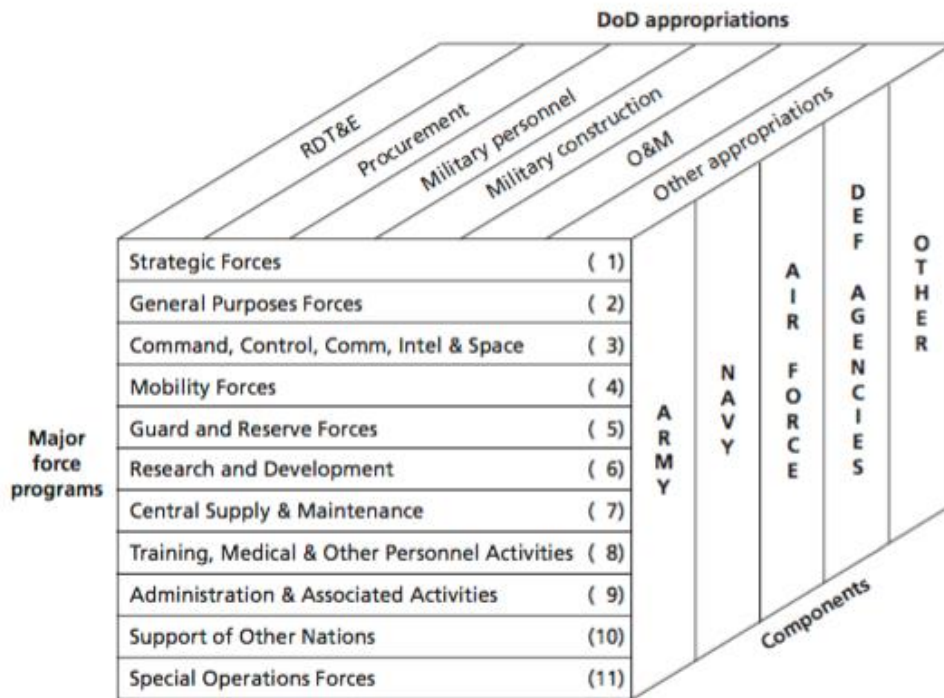 DoD appropriations
RDT&E
Procurement
Military personnel
Military construction
O&M
Other appropriations
Major
force
programs
Strategic Forces ( 1)
General Purposes Forces ( 2)
Command, Control, Comm, Intel & Space ( 3)
Mobility Forces ( 4)
Guard and Reserve Forces ( 5)
Research and Development ( 6)
Central Supply & Maintenance ( 7)
Training, Medical & Other Personnel Activities ( 8)
Administration & Associated Activities ( 9)
Support of Other Nations (10)
Special Operations Forces (11)
ARMY
NAVY
AIR FORCE
DEF AGENCIES
OTHER
Components